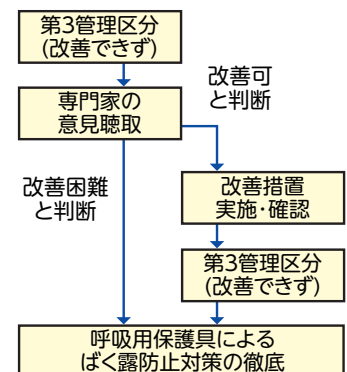 第3管理区分
(改善できず)
専門家の
意見聴取
改善可
と判断
改善困難
と判断
改善措置
実施・確認
第3管理区分
(改善できず)
呼吸用保護具による
ばく露防止対策の徹底